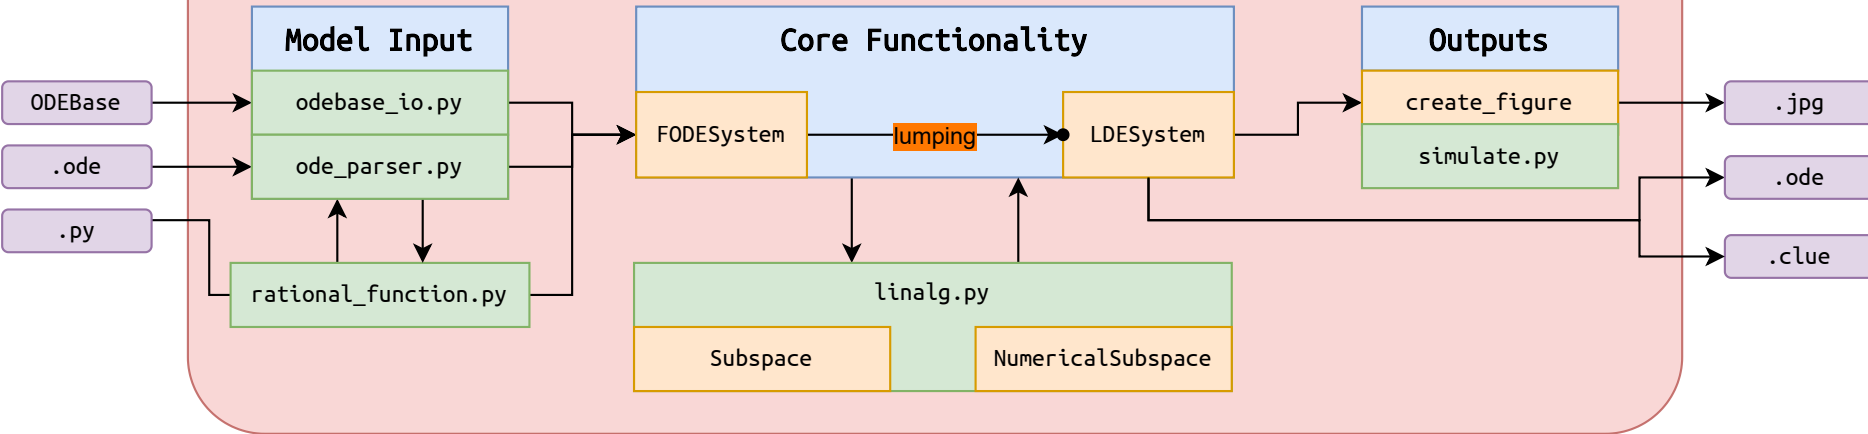 Model Input
Core Functionality
Outputs
ODEBase
odebase_io.py
FODESystem
lumping
LDESystem
create_figure
.jpg
.ode
ode_parser.py
simulate.py
.ode
.py
rational_function.py
linalg.py
.clue
Subspace
NumericalSubspace